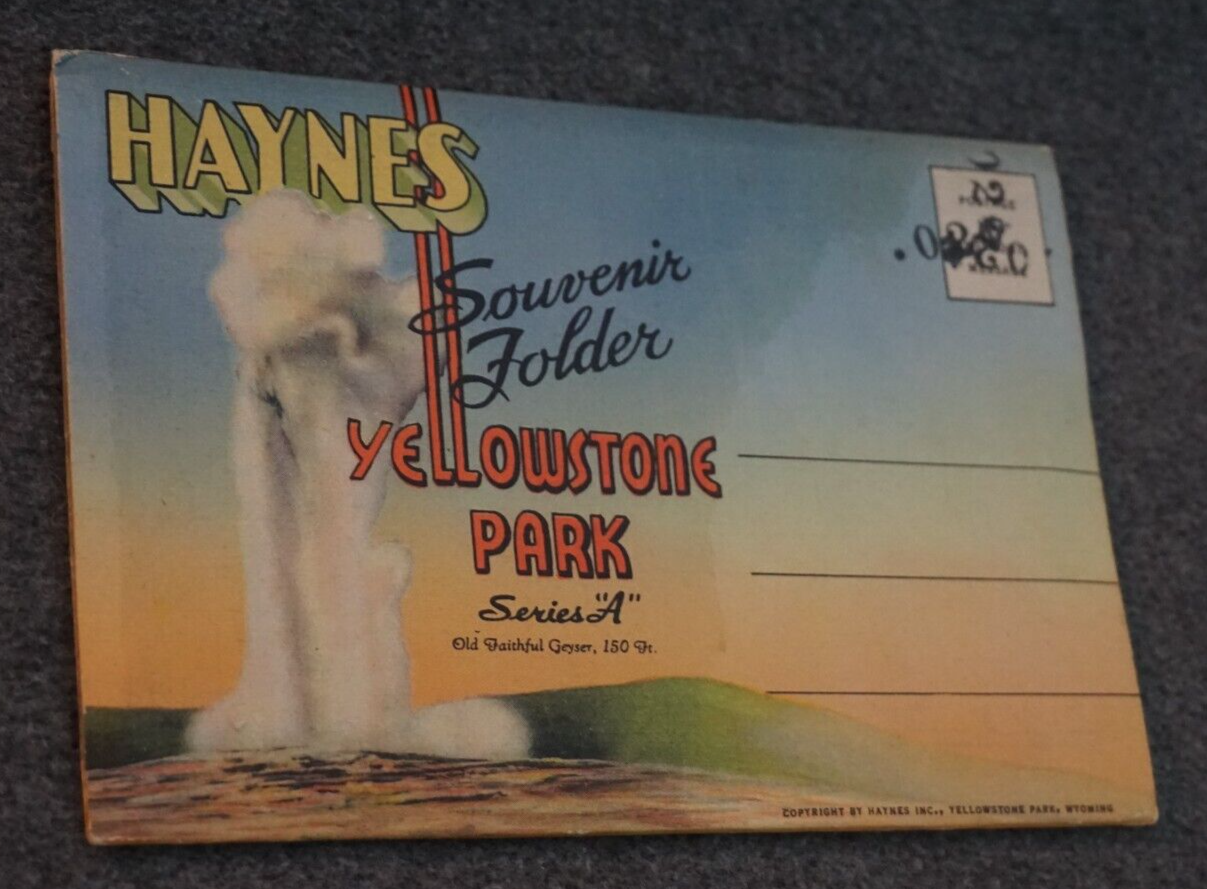 HAYNES
Souvenir
Folder
YELLOWSTONE
PARK
Series "A"
Old Faithful Geyser, 150 Ft.
COPYRIGHT BY HAYNES INC., YELLOWSTONE PARK, WYOMING